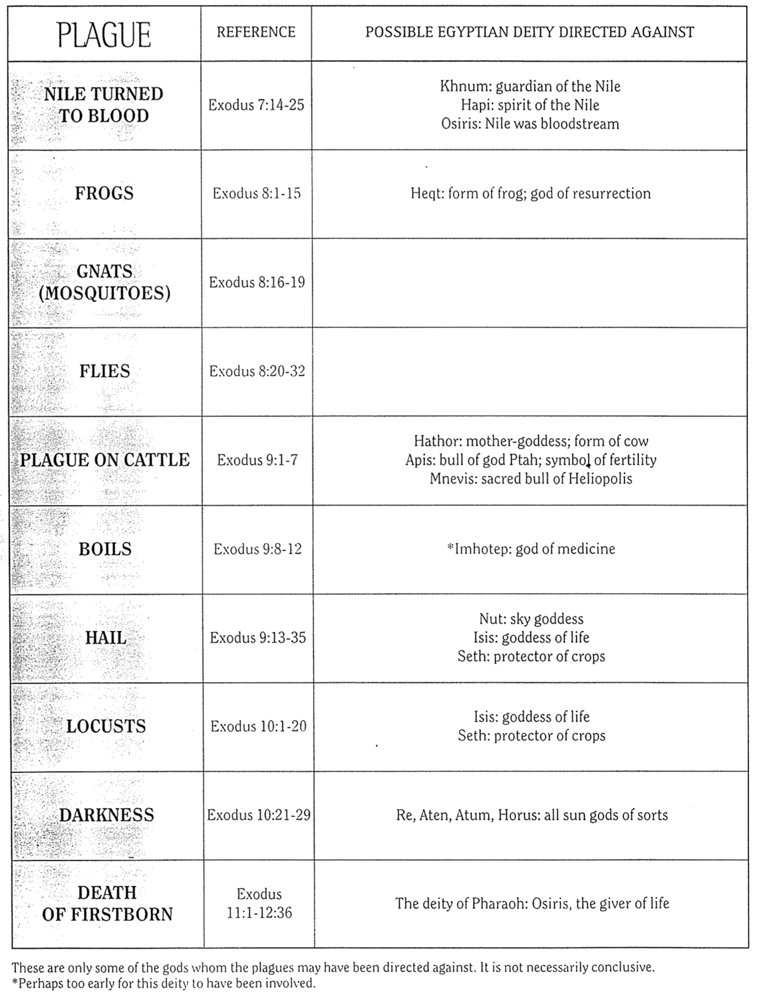 PLAGUE
REFERENCE
POSSIBLE EGYPTIAN DEITY DIRECTED AGAINST
NILE TURNED
TO BLOOD
Exodus 7:14-25
Khnum: guardian of the Nile
Hapi: spirit of the Nile
Osiris: Nile was bloodstream
FROGS
Exodus 8:1-15
Heqt: form of frog; god of resurrection
GNATS
(MOSQUITOES)
Exodus 8:16-19
FLIES
Exodus 8:20-32
PLAGUE ON CATTLE
Exodus 9:1-7
Hathor: mother-goddess; form of cow
Apis: bull of god Ptah; symbol of fertility
Mnevis: sacred bull of Heliopolis
BOILS
Exodus 9:8-12
*Imhotep: god of medicine
HAIL
Exodus 9:13-35
Nut: sky goddess
Isis: goddess of life
Seth: protector of crops
LOCUSTS
Exodus 10:1-20
Isis: goddess of life
Seth: protector of crops
DARKNESS
Exodus 10:21-29
Re, Aten, Atum, Horus: all sun gods of sorts
DEATH
OF FIRSTBORN
Exodus
11:1-12:36
The deity of Pharaoh: Osiris, the giver of life
These are only some of the gods whom the plagues may have been directed against. It is not necessarily conclusive.
*Perhaps too early for this deity to have been involved.